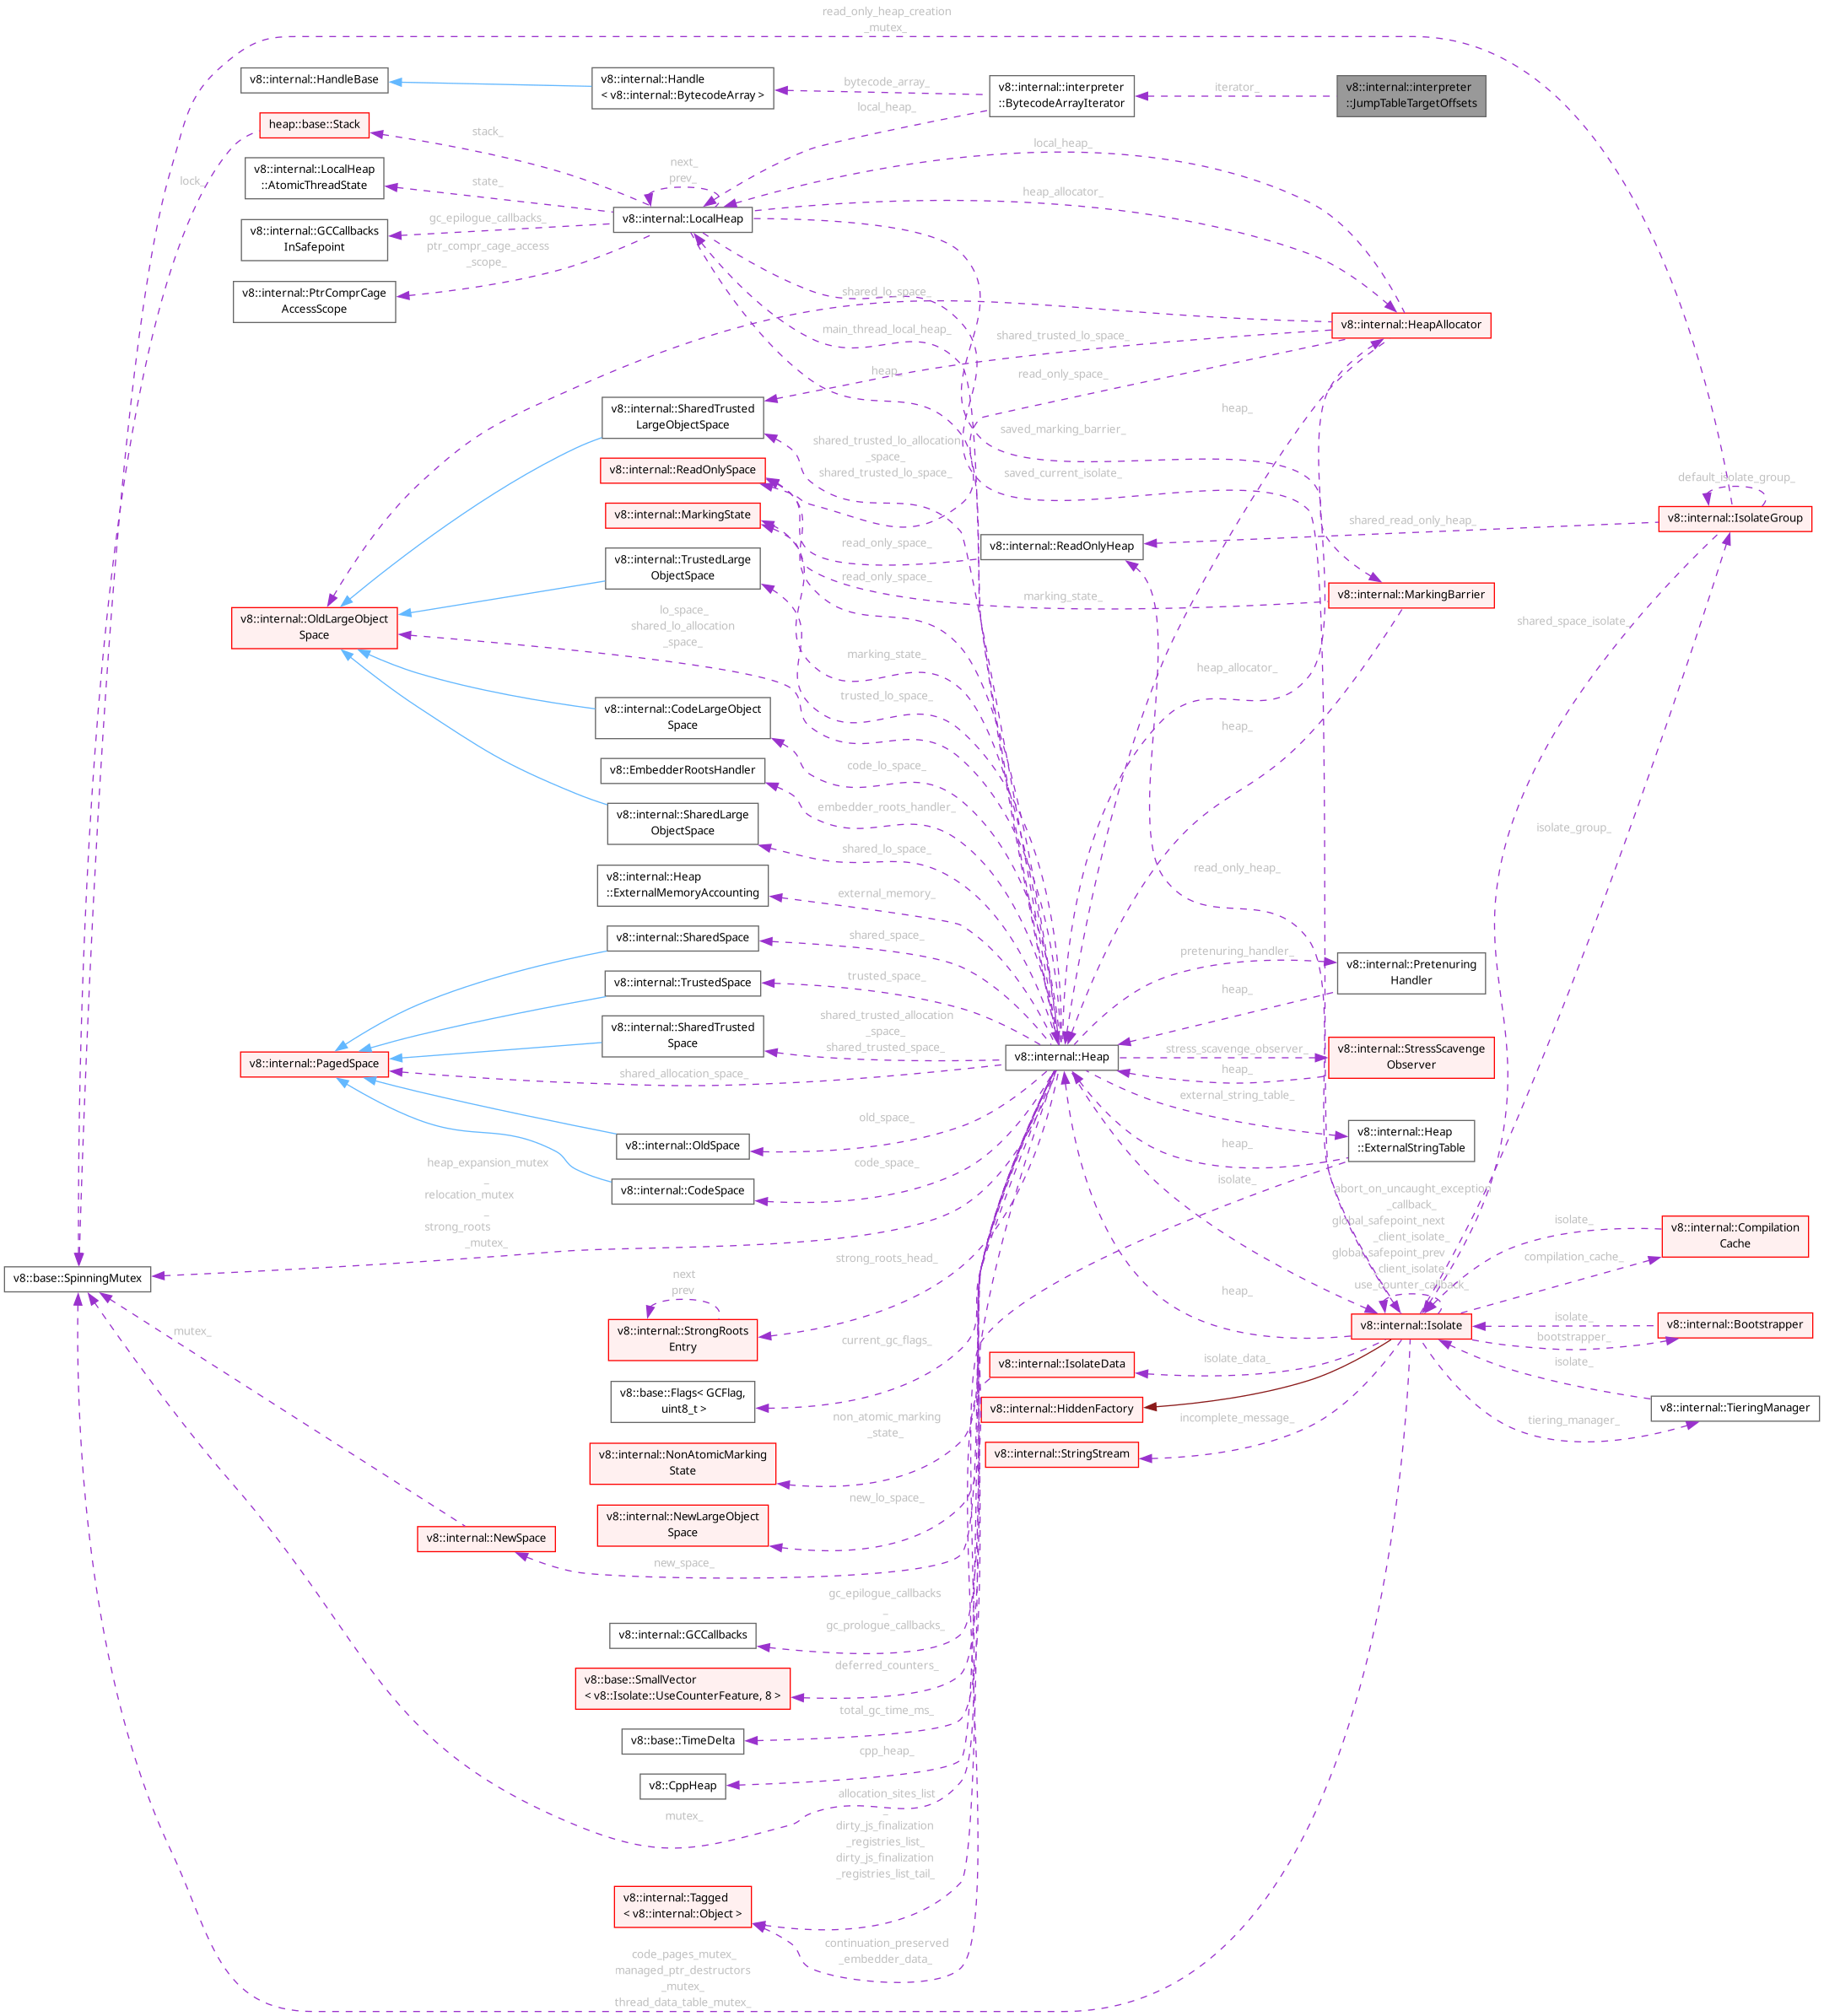 read_only_heap_creation
_mutex_
v8::internal::HandleBase
v8::internal::Handle
< v8::internal::BytecodeArray >
bytecode_array_
v8::internal::interpreter
::BytecodeArrayIterator
iterator_
v8::internal::interpreter
::JumpTableTargetOffsets
local_heap_
heap::base::Stack
stack_
lock_
v8::internal::LocalHeap
::AtomicThreadState
state_
next_
prev_
local_heap_
heap_allocator_
v8::internal::LocalHeap
gc_epilogue_callbacks_
v8::internal::GCCallbacks
InSafepoint
ptr_compr_cage_access
_scope_
v8::internal::PtrComprCage
AccessScope
shared_lo_space_
main_thread_local_heap_
shared_trusted_lo_space_
v8::internal::HeapAllocator
heap_
read_only_space_
v8::internal::SharedTrusted
LargeObjectSpace
heap_
saved_marking_barrier_
shared_trusted_lo_allocation
_space_
shared_trusted_lo_space_
saved_current_isolate_
v8::internal::ReadOnlySpace
default_isolate_group_
v8::internal::MarkingState
v8::internal::IsolateGroup
shared_read_only_heap_
v8::internal::ReadOnlyHeap
read_only_space_
v8::internal::TrustedLarge
ObjectSpace
read_only_space_
marking_state_
v8::internal::MarkingBarrier
v8::internal::OldLargeObject
Space
lo_space_
shared_lo_allocation
_space_
shared_space_isolate_
marking_state_
heap_allocator_
trusted_lo_space_
v8::internal::CodeLargeObject
Space
heap_
v8::EmbedderRootsHandler
code_lo_space_
embedder_roots_handler_
v8::internal::SharedLarge
ObjectSpace
isolate_group_
shared_lo_space_
read_only_heap_
v8::internal::Heap
::ExternalMemoryAccounting
external_memory_
v8::internal::SharedSpace
shared_space_
pretenuring_handler_
v8::internal::Pretenuring
Handler
v8::internal::TrustedSpace
trusted_space_
heap_
shared_trusted_allocation
_space_
shared_trusted_space_
v8::internal::SharedTrusted
Space
v8::internal::PagedSpace
v8::internal::Heap
stress_scavenge_observer_
heap_
v8::internal::StressScavenge
Observer
shared_allocation_space_
external_string_table_
v8::internal::OldSpace
old_space_
v8::internal::Heap
::ExternalStringTable
heap_
heap_expansion_mutex
_
relocation_mutex
_
strong_roots
_mutex_
v8::internal::CodeSpace
code_space_
isolate_
abort_on_uncaught_exception
_callback_
global_safepoint_next
_client_isolate_
global_safepoint_prev
_client_isolate_
use_counter_callback_
isolate_
v8::internal::Compilation
Cache
compilation_cache_
strong_roots_head_
v8::base::SpinningMutex
next
prev
heap_
mutex_
v8::internal::StrongRoots
Entry
v8::internal::Isolate
isolate_
v8::internal::Bootstrapper
bootstrapper_
current_gc_flags_
v8::internal::IsolateData
isolate_data_
isolate_
v8::base::Flags< GCFlag,
uint8_t >
v8::internal::HiddenFactory
v8::internal::TieringManager
incomplete_message_
tiering_manager_
non_atomic_marking
_state_
v8::internal::NonAtomicMarking
State
v8::internal::StringStream
new_lo_space_
v8::internal::NewLargeObject
Space
v8::internal::NewSpace
new_space_
gc_epilogue_callbacks
_
gc_prologue_callbacks_
v8::internal::GCCallbacks
deferred_counters_
v8::base::SmallVector
< v8::Isolate::UseCounterFeature, 8 >
total_gc_time_ms_
v8::base::TimeDelta
cpp_heap_
v8::CppHeap
mutex_
allocation_sites_list
_
dirty_js_finalization
_registries_list_
dirty_js_finalization
_registries_list_tail_
v8::internal::Tagged
< v8::internal::Object >
continuation_preserved
_embedder_data_
code_pages_mutex_
managed_ptr_destructors
_mutex_
thread_data_table_mutex_